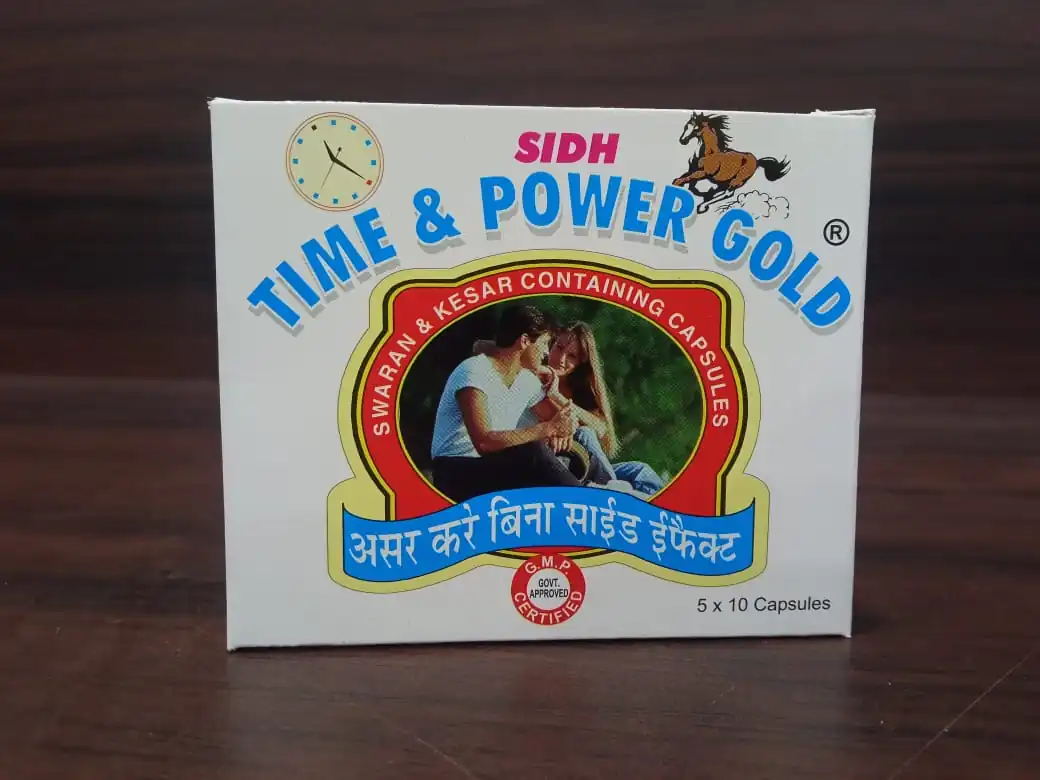 SIDH
TIME & POWER GOLD ®
SWARAN & KESAR CONTAINING CAPSULES
असर करे बिना साईड ईफैक्ट
G.M.P.
GOVT.
APPROVED
CERTIFIED
5 x 10 Capsules